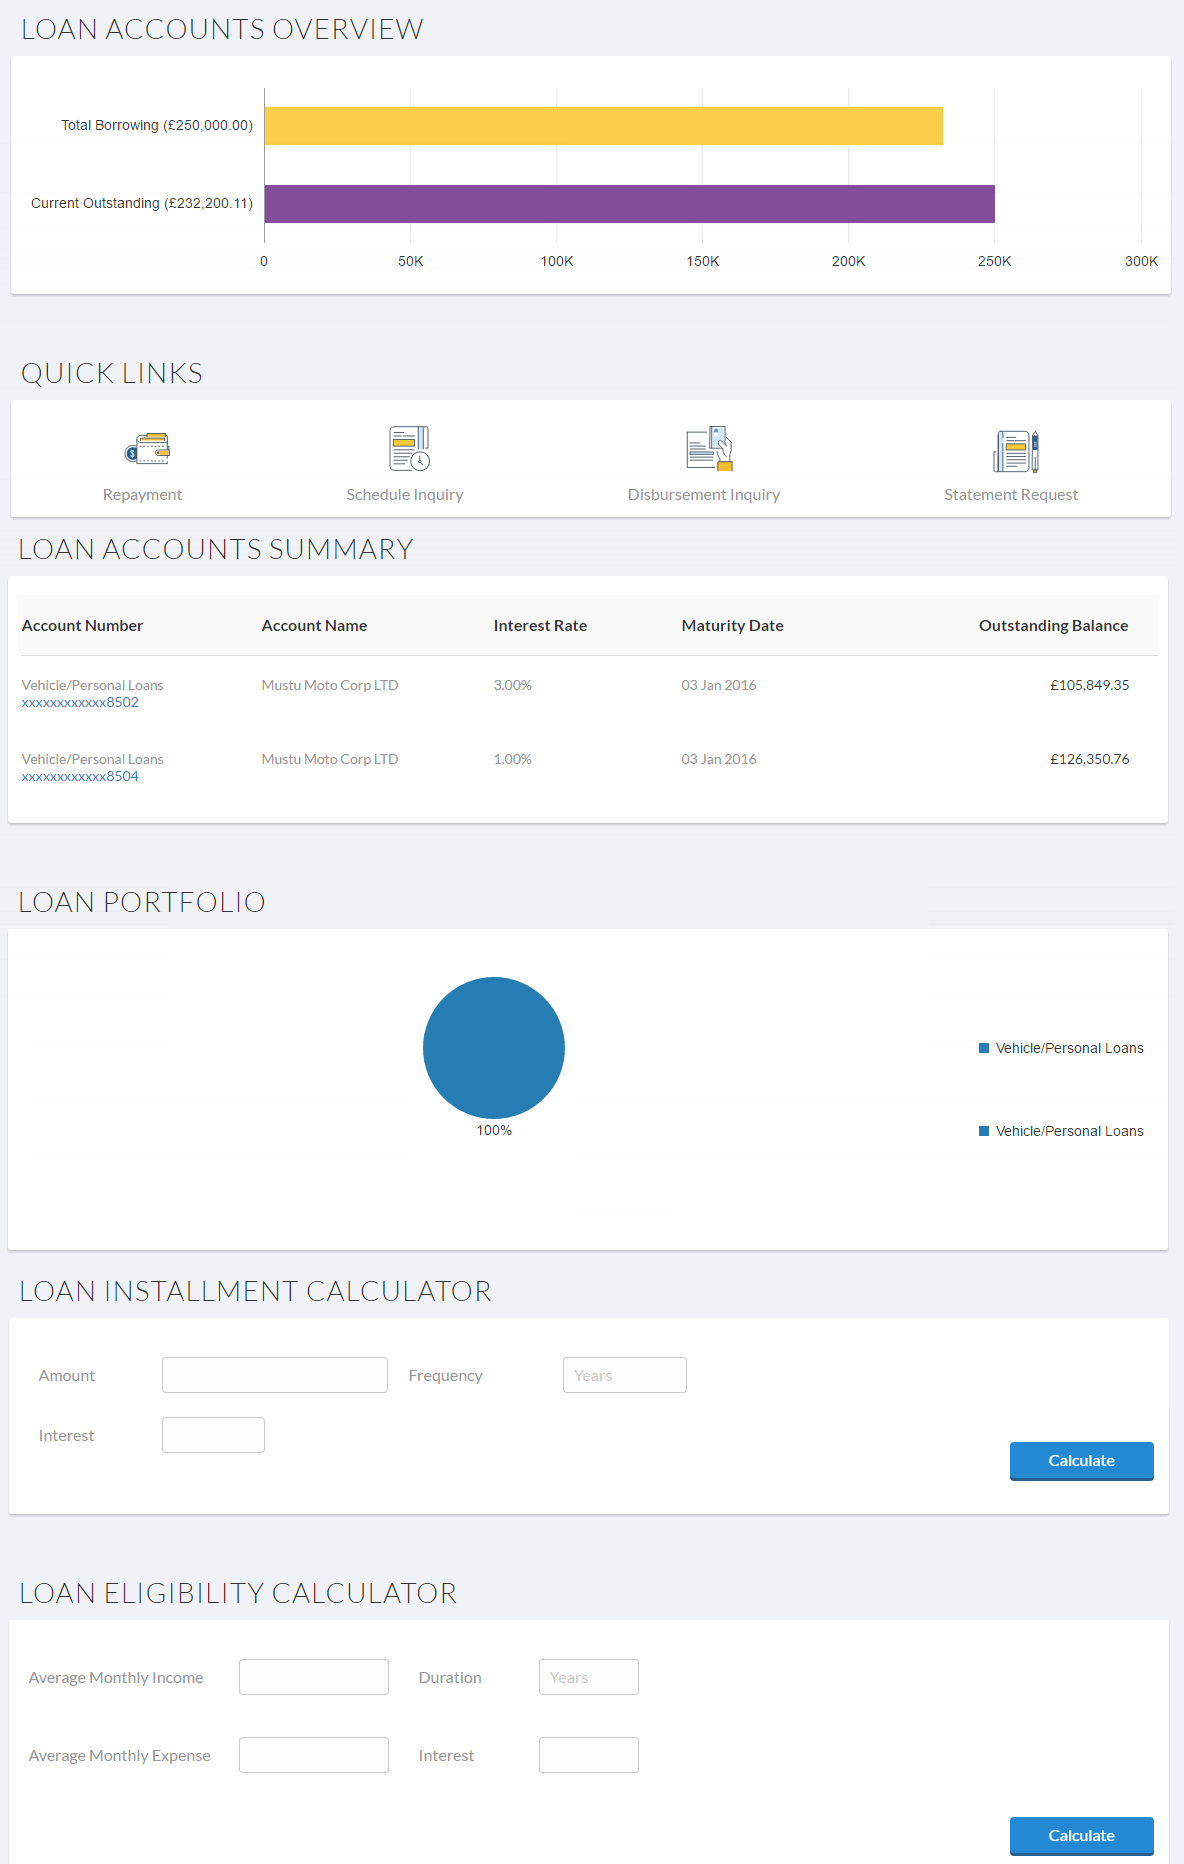 LOAN ACCOUNTS OVERVIEW
Total Borrowing (£250,000.00)
Current Outstanding (£232,200.11)
0 50K 100K 150K 200K 250K 300K
QUICK LINKS
Repayment Schedule Inquiry Disbursement Inquiry Statement Request
LOAN ACCOUNTS SUMMARY
Account Number Account Name Interest Rate Maturity Date Outstanding Balance
Vehicle/Personal Loans Mustu Moto Corp LTD 3.00% 03 Jan 2016 £105,849.35
xxxxxxxxxxxx8502
Vehicle/Personal Loans Mustu Moto Corp LTD 1.00% 03 Jan 2016 £126,350.76
xxxxxxxxxxxx8504
LOAN PORTFOLIO
Vehicle/Personal Loans
100% Vehicle/Personal Loans
LOAN INSTALLMENT CALCULATOR
Amount Frequency Years
Interest
Calculate
LOAN ELIGIBILITY CALCULATOR
Average Monthly Income Duration Years
Average Monthly Expense Interest
Calculate